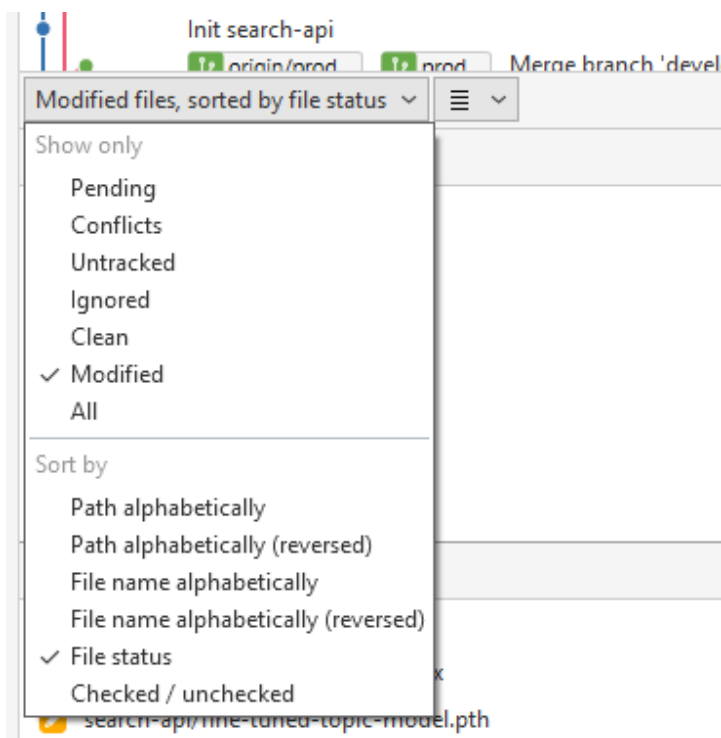 Init search-api
origin/prod prod Merge branch 'devel
Modified files, sorted by file status
Show only
Pending
Conflicts
Untracked
Ignored
Clean
Modified
All
Sort by
Path alphabetically
Path alphabetically (reversed)
File name alphabetically
File name alphabetically (reversed)
File status
x
Checked / unchecked
search-api/fine-tuned-topic-model.pth